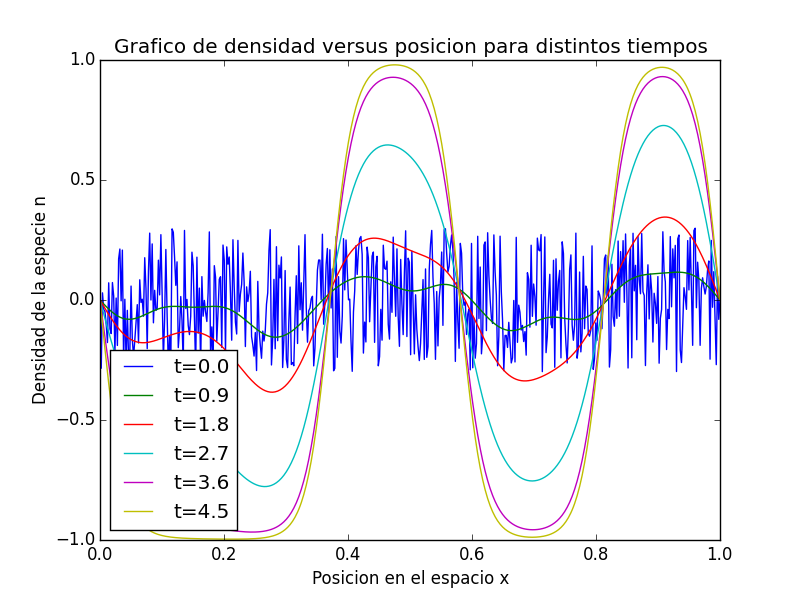 Grafico de densidad versus posicion para distintos tiempos
1.0
0.5
0.0
−0.5
−1.0
Densidad de la especie n
t=0.0
t=0.9
t=1.8
t=2.7
t=3.6
t=4.5
0.0 0.2 0.4 0.6 0.8 1.0
Posicion en el espacio x